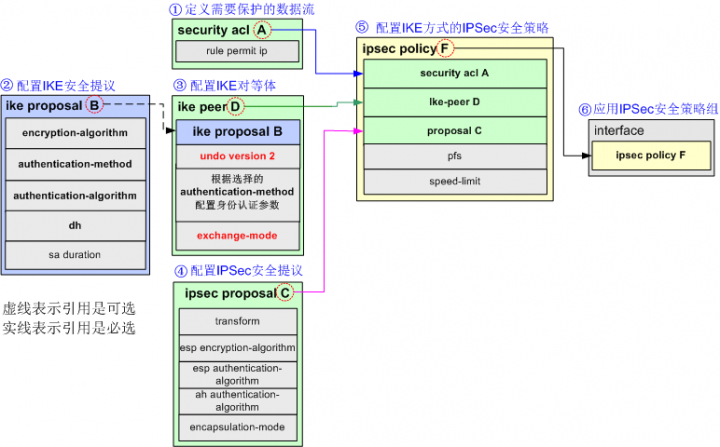 ① 定义需要保护的数据流
security acl A
rule permit ip
② 配置IKE安全提议
ike proposal B
encryption-algorithm
authentication-method
authentication-algorithm
dh
sa duration
③ 配置IKE对等体
ike peer D
ike proposal B
undo version 2
根据选择的
authentication-method
配置身份认证参数
exchange-mode
④ 配置IPSec安全提议
ipsec proposal C
transform
esp encryption-algorithm
esp authentication-
algorithm
ah authentication-
algorithm
encapsulation-mode
⑤ 配置IKE方式的IPSec安全策略
ipsec policy F
security acl A
Ike-peer D
proposal C
pfs
speed-limit
⑥应用IPSec安全策略组
interface
ipsec policy F
虚线表示引用是可选
实线表示引用是必选